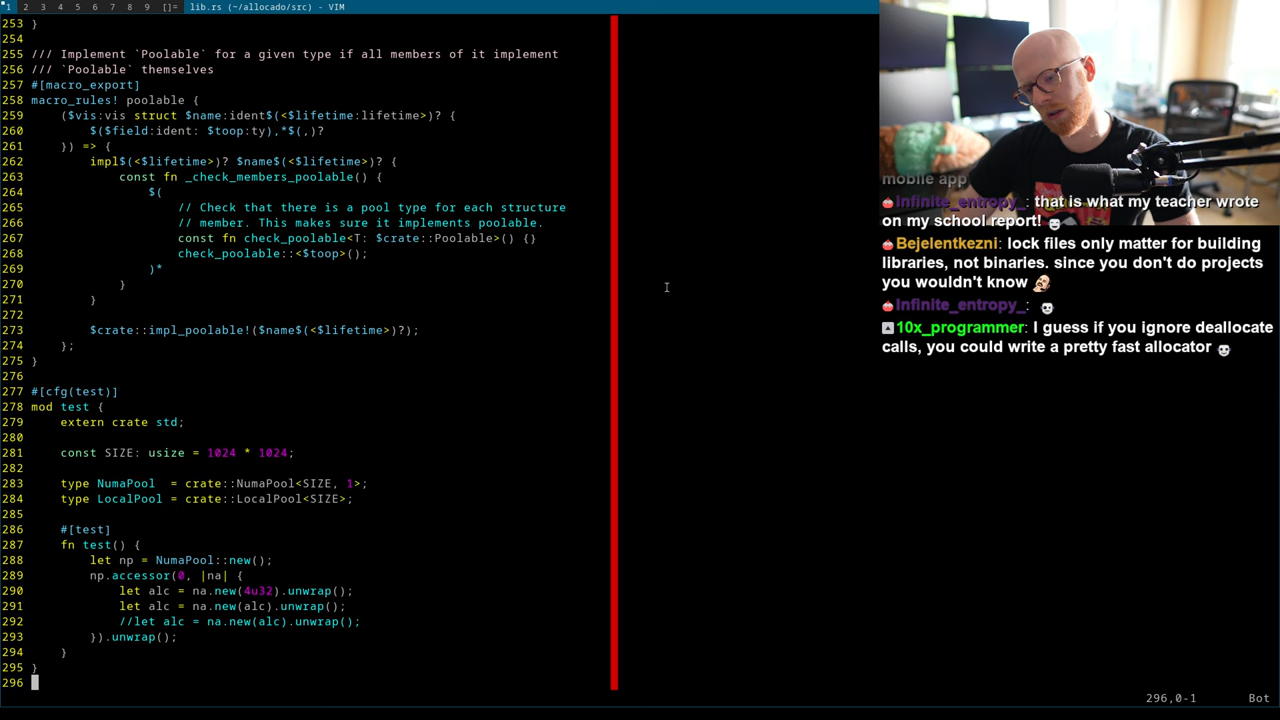 1 2 3 4 5 6 7 8 9 []= lib.rs (~/allocado/src) - VIM
253 }
254
255 /// Implement `Poolable` for a given type if all members of it implement
256 /// `Poolable` themselves
257 #[macro_export]
258 macro_rules! poolable {
259     ($vis:vis struct $name:ident$(<$lifetime:lifetime>)? {
260         $($field:ident: $toop:ty),*$(,)?
261     }) => {
262         impl$(<$lifetime>)? $name$(<$lifetime>)? {
263             const fn _check_members_poolable() {
264                 $(
265                     // Check that there is a pool type for each structure
266                     // member. This makes sure it implements poolable.
267                     const fn check_poolable<T: $crate::Poolable>() {}
268                     check_poolable::<$toop>();
269                 )*
270             }
271         }
272
273         $crate::impl_poolable!($name$(<$lifetime>)?);
274     };
275 }
276
277 #[cfg(test)]
278 mod test {
279     extern crate std;
280
281     const SIZE: usize = 1024 * 1024;
282
283     type NumaPool  = crate::NumaPool<SIZE, 1>;
284     type LocalPool = crate::LocalPool<SIZE>;
285
286     #[test]
287     fn test() {
288         let np = NumaPool::new();
289         np.accessor(0, |na| {
290             let alc = na.new(4u32).unwrap();
291             let alc = na.new(alc).unwrap();
292             //let alc = na.new(alc).unwrap();
293         }).unwrap();
294     }
295 }
296
296,0-1 Bot
mobile app
Infinite_entropy_: that is what my teacher wrote
on my school report!
Bejelentkezni: lock files only matter for building
libraries, not binaries. since you don't do projects
you wouldn't know
Infinite_entropy_:
10x_programmer: I guess if you ignore deallocate
calls, you could write a pretty fast allocator